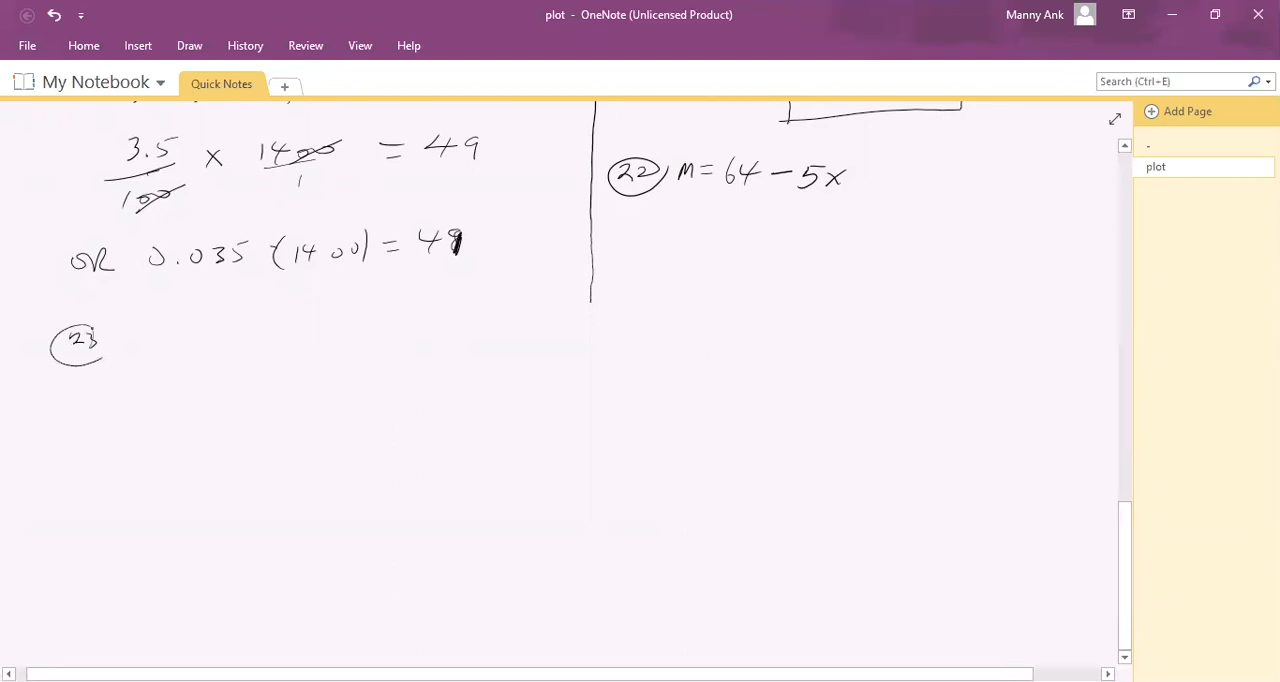 plot - OneNote (Unlicensed Product)
Manny Ank
File Home Insert Draw History Review View Help
My Notebook
Quick Notes
+
Search (Ctrl+E)
Add Page
-
plot
3.5/100 x 1400/1 = 49
OR 0.035 (1400) = 49
23
22 M = 64 - 5x